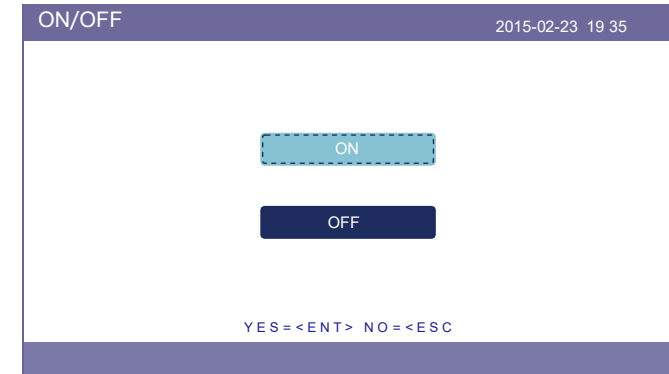 ON/OFF
2015-02-23 19 35
ON
OFF
YES=<ENT> NO=<ESC